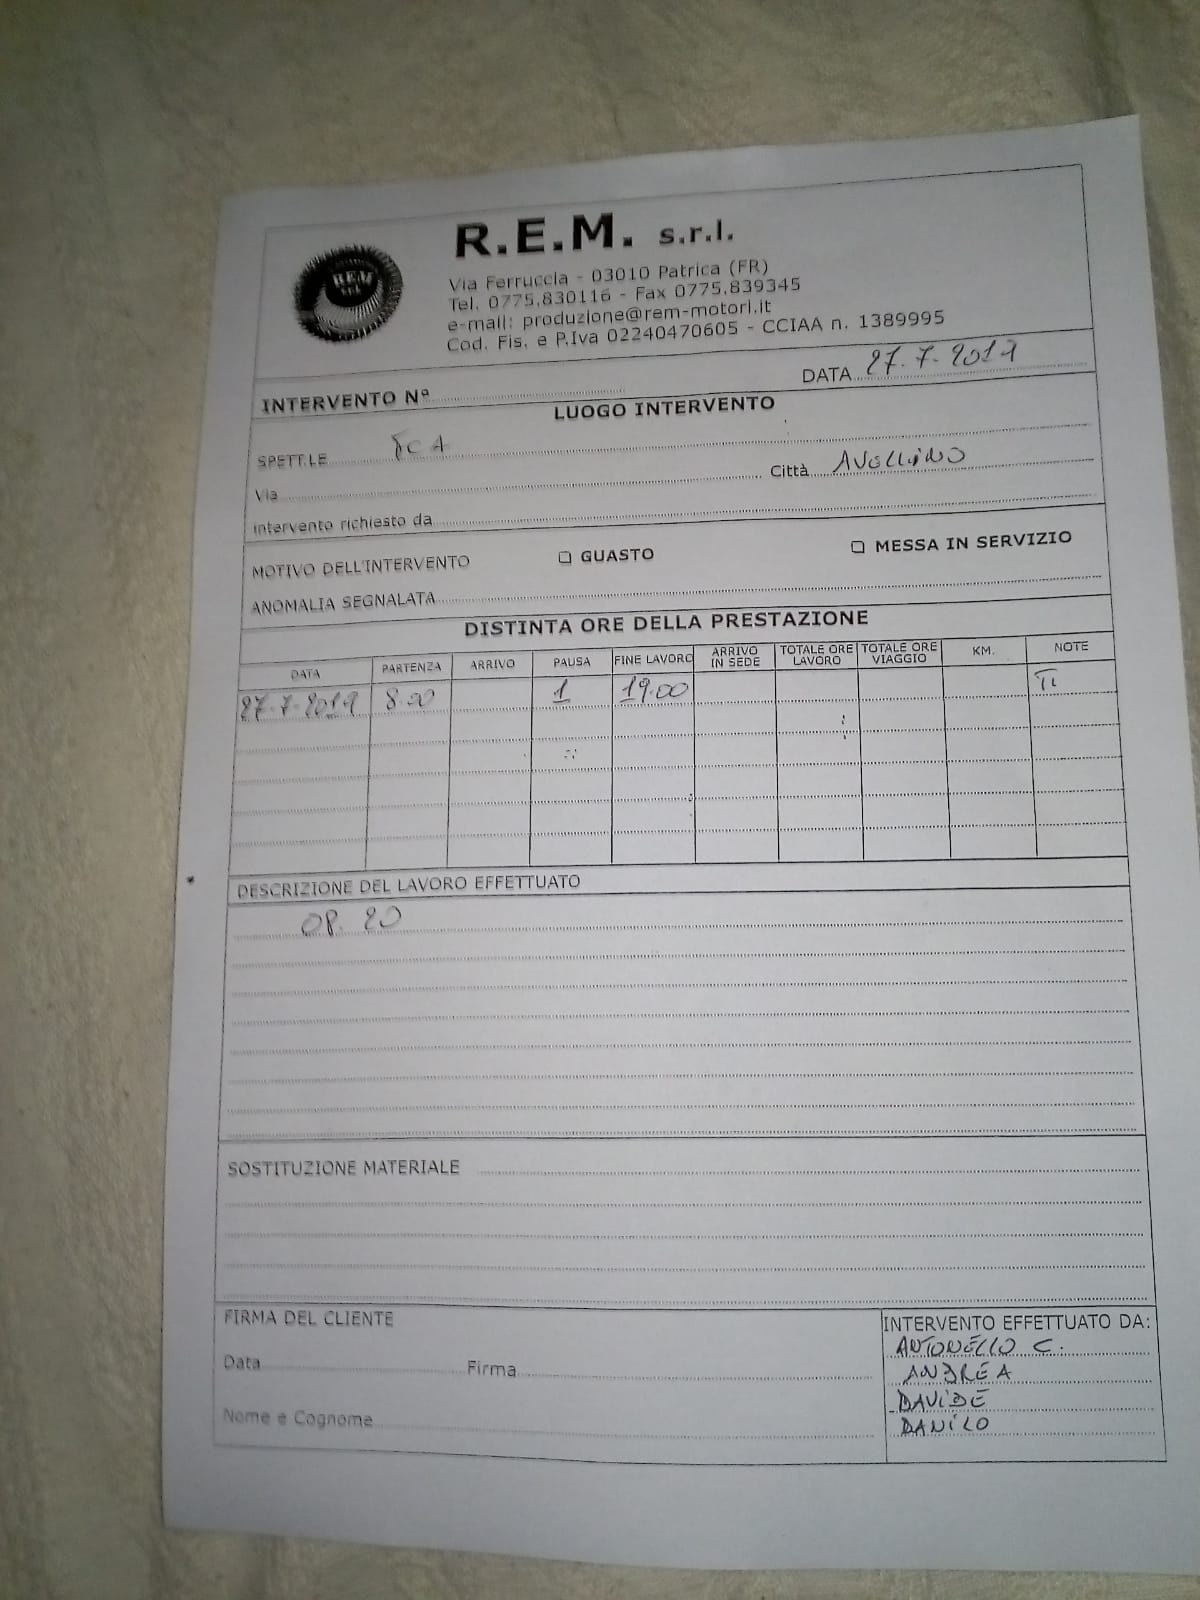 R.E.M. s.r.l.
REM
Via Ferruccia - 03010 Patrica (FR)
Tel. 0775.830116 - Fax 0775.839345
e-mail: produzione@rem-motori.it
Cod. Fis. e P.Iva 02240470605 - CCIAA n. 1389995
INTERVENTO Nº DATA 27.7.2019
LUOGO INTERVENTO
SPETT.LE FCA
Via Città AVELLINO
intervento richiesto da
MOTIVO DELL'INTERVENTO GUASTO MESSA IN SERVIZIO
ANOMALIA SEGNALATA
DISTINTA ORE DELLA PRESTAZIONE
DATA PARTENZA ARRIVO PAUSA FINE LAVORO ARRIVO IN SEDE TOTALE ORE LAVORO TOTALE ORE VIAGGIO KM. NOTE
27.7.2019 8.00 1 19.00
DESCRIZIONE DEL LAVORO EFFETTUATO
OP. 20
SOSTITUZIONE MATERIALE
FIRMA DEL CLIENTE
INTERVENTO EFFETTUATO DA:
ANTONELLO C.
Data Firma
ANDREA
DAVIDE
Nome e Cognome
DANILO